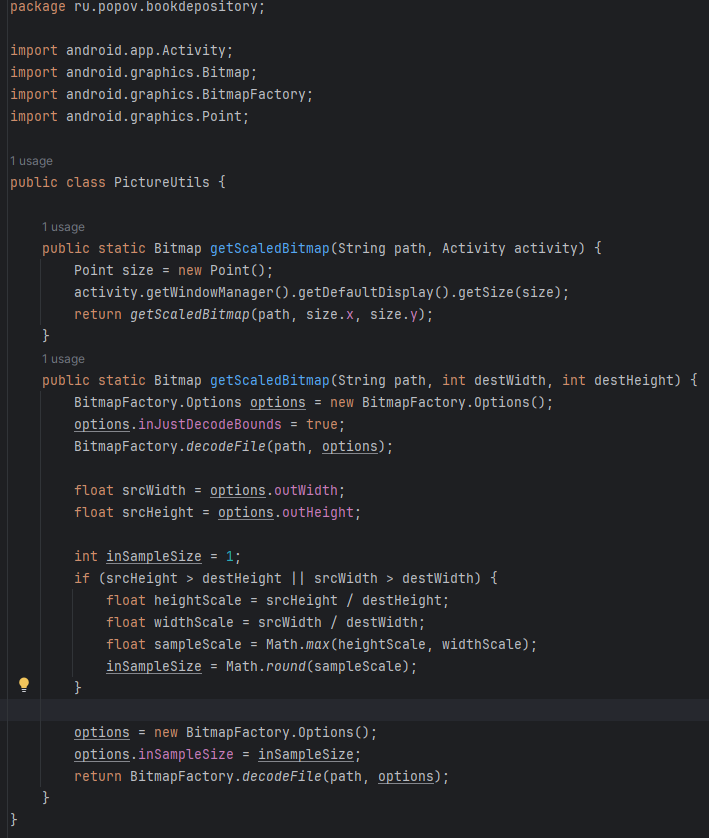 package ru.popov.bookdepository;
import android.app.Activity;
import android.graphics.Bitmap;
import android.graphics.BitmapFactory;
import android.graphics.Point;
1 usage
public class PictureUtils {
1 usage
public static Bitmap getScaledBitmap(String path, Activity activity) {
Point size = new Point();
activity.getWindowManager().getDefaultDisplay().getSize(size);
return getScaledBitmap(path, size.x, size.y);
}
1 usage
public static Bitmap getScaledBitmap(String path, int destWidth, int destHeight) {
BitmapFactory.Options options = new BitmapFactory.Options();
options.inJustDecodeBounds = true;
BitmapFactory.decodeFile(path, options);
float srcWidth = options.outWidth;
float srcHeight = options.outHeight;
int inSampleSize = 1;
if (srcHeight > destHeight || srcWidth > destWidth) {
float heightScale = srcHeight / destHeight;
float widthScale = srcWidth / destWidth;
float sampleScale = Math.max(heightScale, widthScale);
inSampleSize = Math.round(sampleScale);
}
options = new BitmapFactory.Options();
options.inSampleSize = inSampleSize;
return BitmapFactory.decodeFile(path, options);
}
}